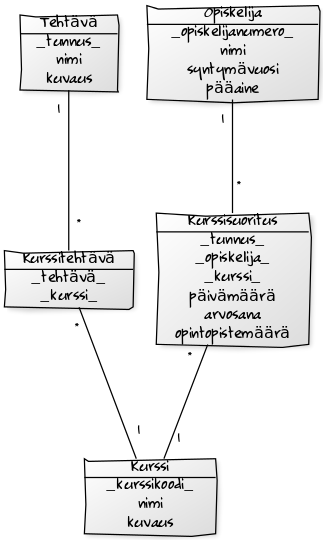 Tehtävä
_tunnus_
nimi
kuvaus
Opiskelija
_opiskelijanumero_
nimi
syntymävuosi
pääaine
1
*
1
*
Kurssitehtävä
_tehtävä_
_kurssi_
Kurssisuoritus
_tunnus_
_opiskelija_
_kurssi_
päivämäärä
arvosana
opintopistemäärä
*
1
*
1
Kurssi
_kurssikoodi_
nimi
kuvaus